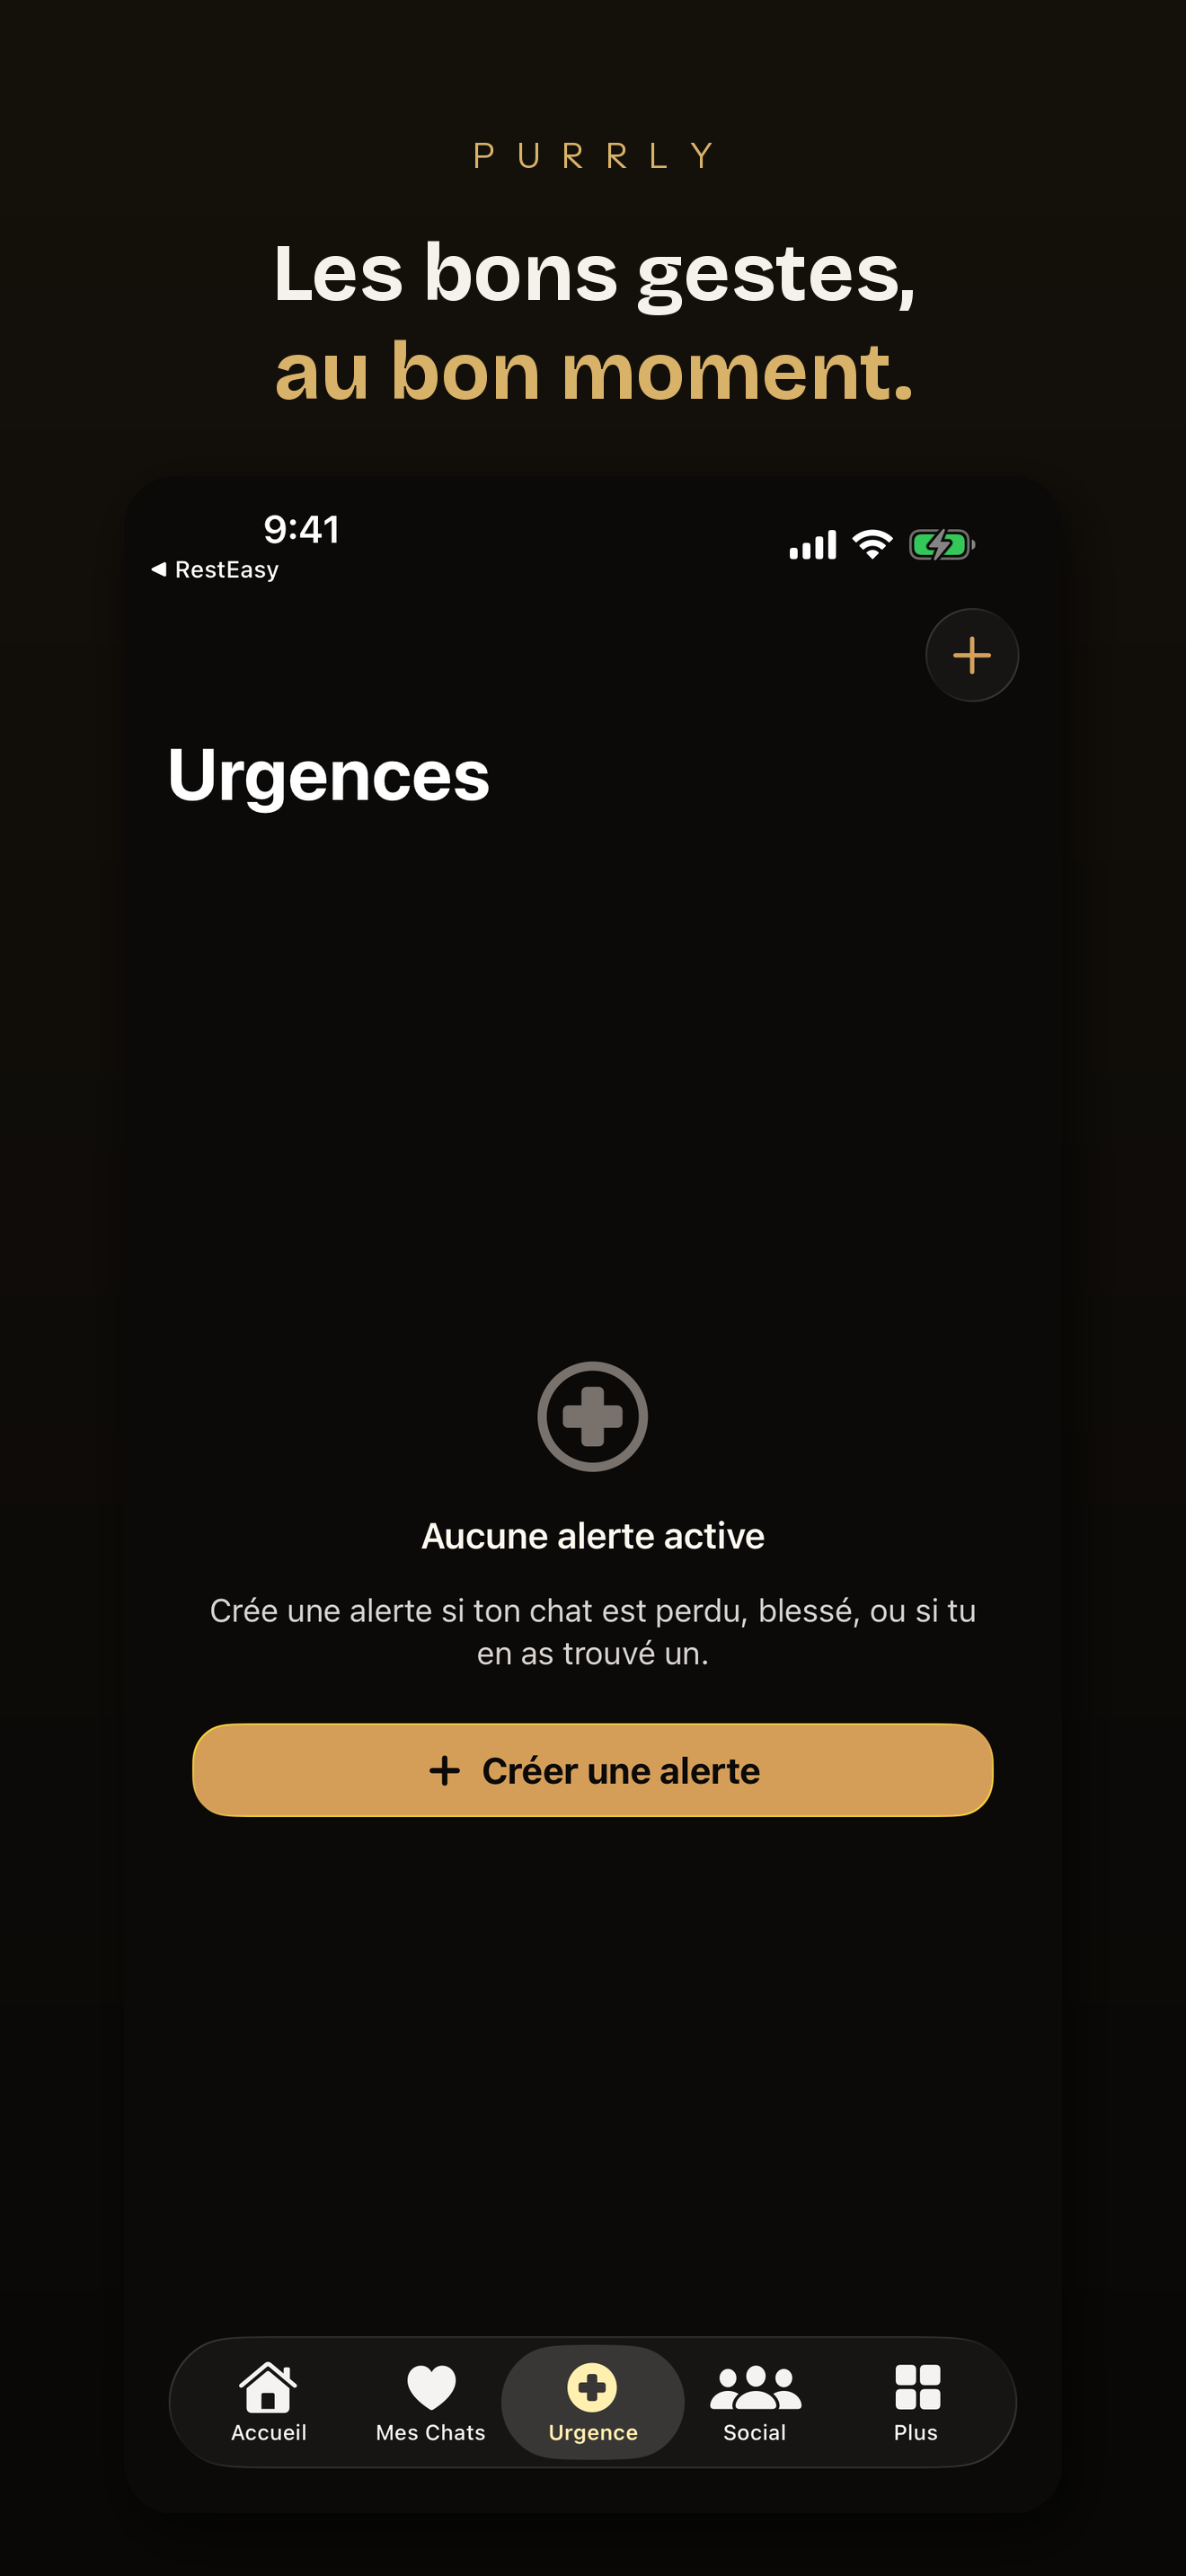 PURRLY
Les bons gestes,
au bon moment.
9:41
◀ RestEasy
Urgences
Aucune alerte active
Crée une alerte si ton chat est perdu, blessé, ou si tu
en as trouvé un.
+ Créer une alerte
Accueil
Mes Chats
Urgence
Social
Plus